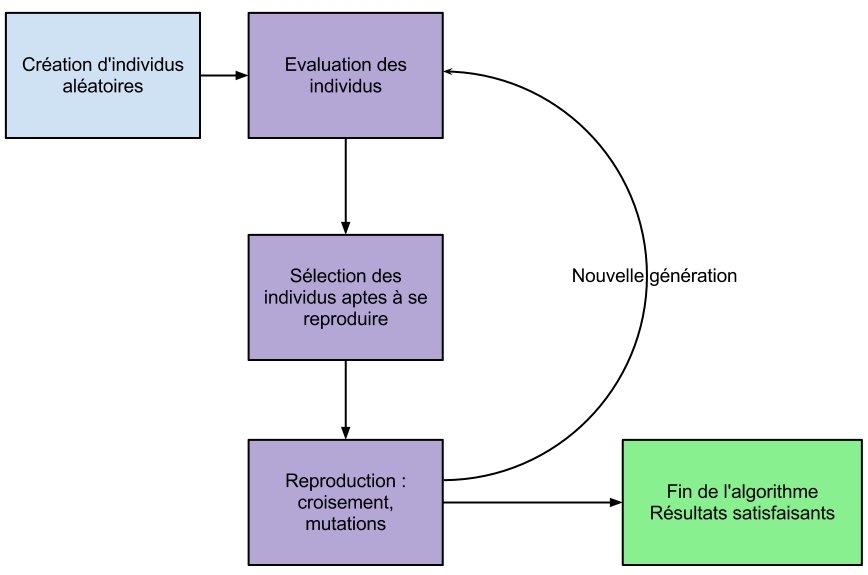 Création d'individus
aléatoires
Evaluation des
individus
Sélection des
individus aptes à se
reproduire
Nouvelle génération
Reproduction :
croisement,
mutations
Fin de l'algorithme
Résultats satisfaisants